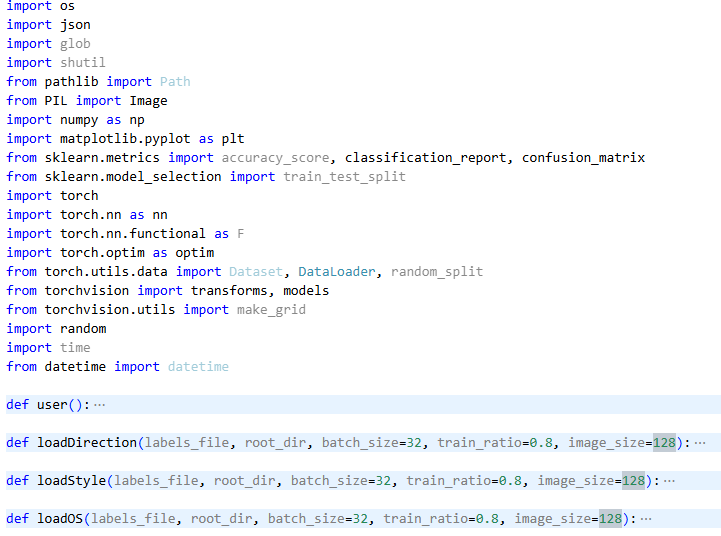 import os
import json
import glob
import shutil
from pathlib import Path
from PIL import Image
import numpy as np
import matplotlib.pyplot as plt
from sklearn.metrics import accuracy_score, classification_report, confusion_matrix
from sklearn.model_selection import train_test_split
import torch
import torch.nn as nn
import torch.nn.functional as F
import torch.optim as optim
from torch.utils.data import Dataset, DataLoader, random_split
from torchvision import transforms, models
from torchvision.utils import make_grid
import random
import time
from datetime import datetime
def user():···
def loadDirection(labels_file, root_dir, batch_size=32, train_ratio=0.8, image_size=128):···
def loadStyle(labels_file, root_dir, batch_size=32, train_ratio=0.8, image_size=128):···
def loadOS(labels_file, root_dir, batch_size=32, train_ratio=0.8, image_size=128):···